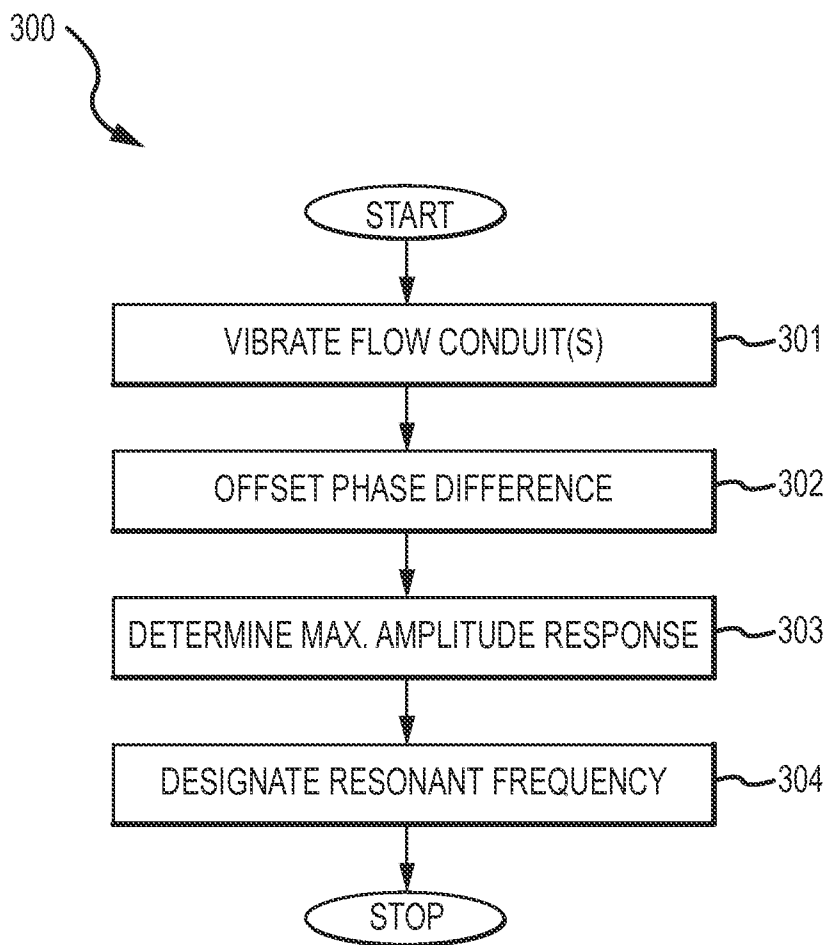 300
START
VIBRATE FLOW CONDUIT(S)
301
OFFSET PHASE DIFFERENCE
302
DETERMINE MAX. AMPLITUDE RESPONSE
303
DESIGNATE RESONANT FREQUENCY
304
STOP